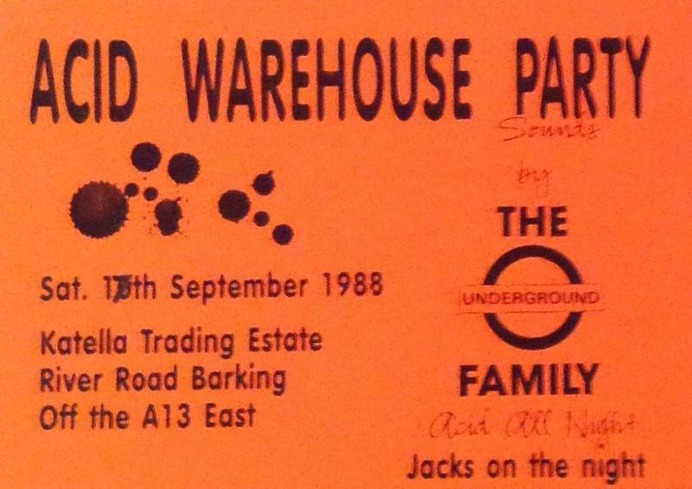 ACID WAREHOUSE PARTY
Sounds
by
THE
UNDERGROUND
FAMILY
Acid All Night
Jacks on the night
Sat. 17th September 1988
Katella Trading Estate
River Road Barking
Off the A13 East